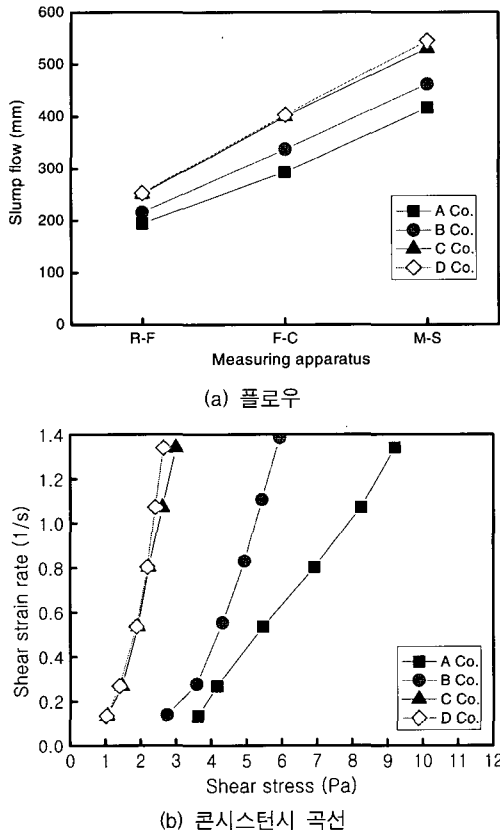 600
500
400
300
200
100
0
Slump flow (mm)
A Co.
B Co.
C Co.
D Co.
R-F F-C M-S
Measuring apparatus
(a) 플로우
1.4
1.2
1.0
0.8
0.6
0.4
0.2
0.0
Shear strain rate (1/s)
A Co.
B Co.
C Co.
D Co.
0 1 2 3 4 5 6 7 8 9 10 11 12
Shear stress (Pa)
(b) 콘시스턴시 곡선